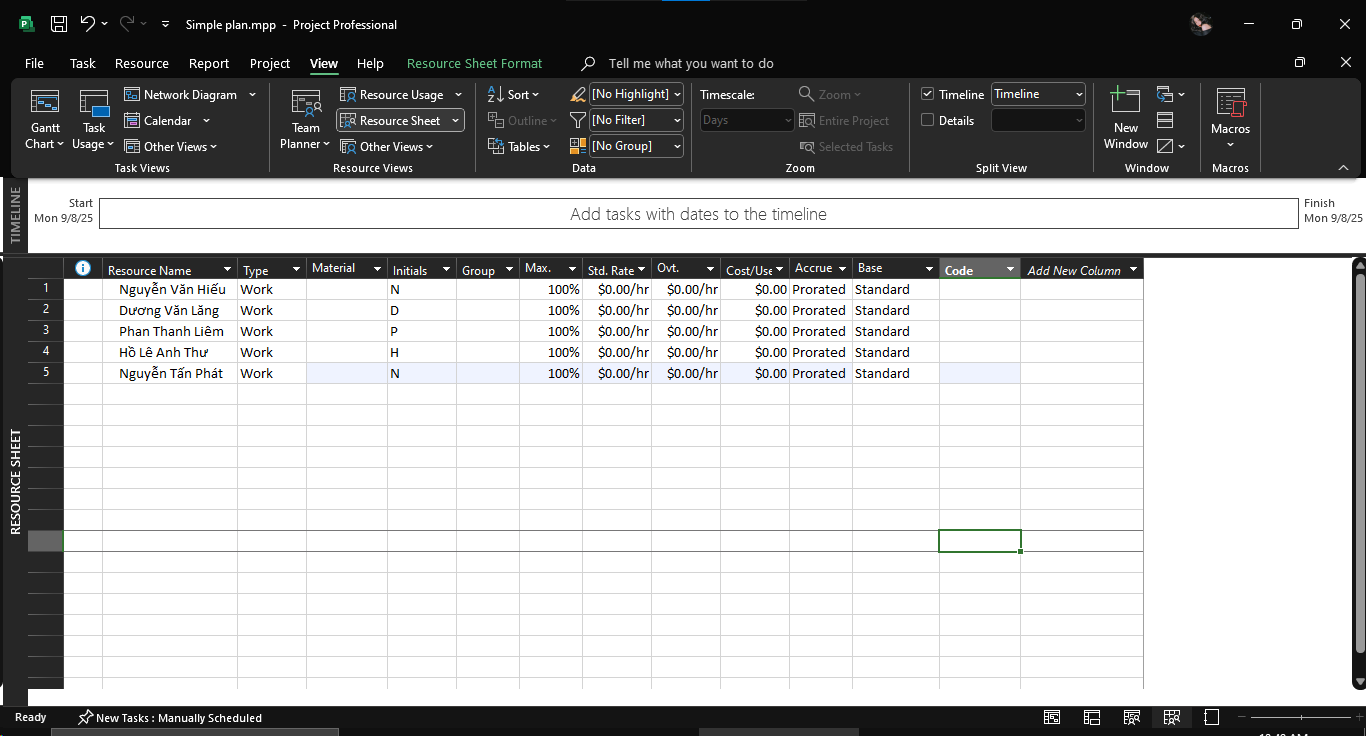 Simple plan.mpp - Project Professional
File Task Resource Report Project View Help Resource Sheet Format Tell me what you want to do
Gantt Chart
Task Usage
Network Diagram
Calendar
Other Views
Task Views
Team Planner
Resource Usage
Resource Sheet
Other Views
Resource Views
Sort
Outline
Tables
[No Highlight]
[No Filter]
[No Group]
Data
Timescale:
Days
Zoom
Entire Project
Selected Tasks
Zoom
Timeline Timeline
Details
Split View
New Window
Window
Macros
Macros
TIMELINE
Start
Mon 9/8/25
Add tasks with dates to the timeline
Finish
Mon 9/8/25
RESOURCE SHEET
Resource Name Type Material Initials Group Max. Std. Rate Ovt. Cost/Use Accrue Base Code Add New Column
1 Nguyễn Văn Hiếu Work N 100% $0.00/hr $0.00/hr $0.00 Prorated Standard
2 Dương Văn Lăng Work D 100% $0.00/hr $0.00/hr $0.00 Prorated Standard
3 Phan Thanh Liêm Work P 100% $0.00/hr $0.00/hr $0.00 Prorated Standard
4 Hồ Lê Anh Thư Work H 100% $0.00/hr $0.00/hr $0.00 Prorated Standard
5 Nguyễn Tấn Phát Work N 100% $0.00/hr $0.00/hr $0.00 Prorated Standard
Ready New Tasks : Manually Scheduled